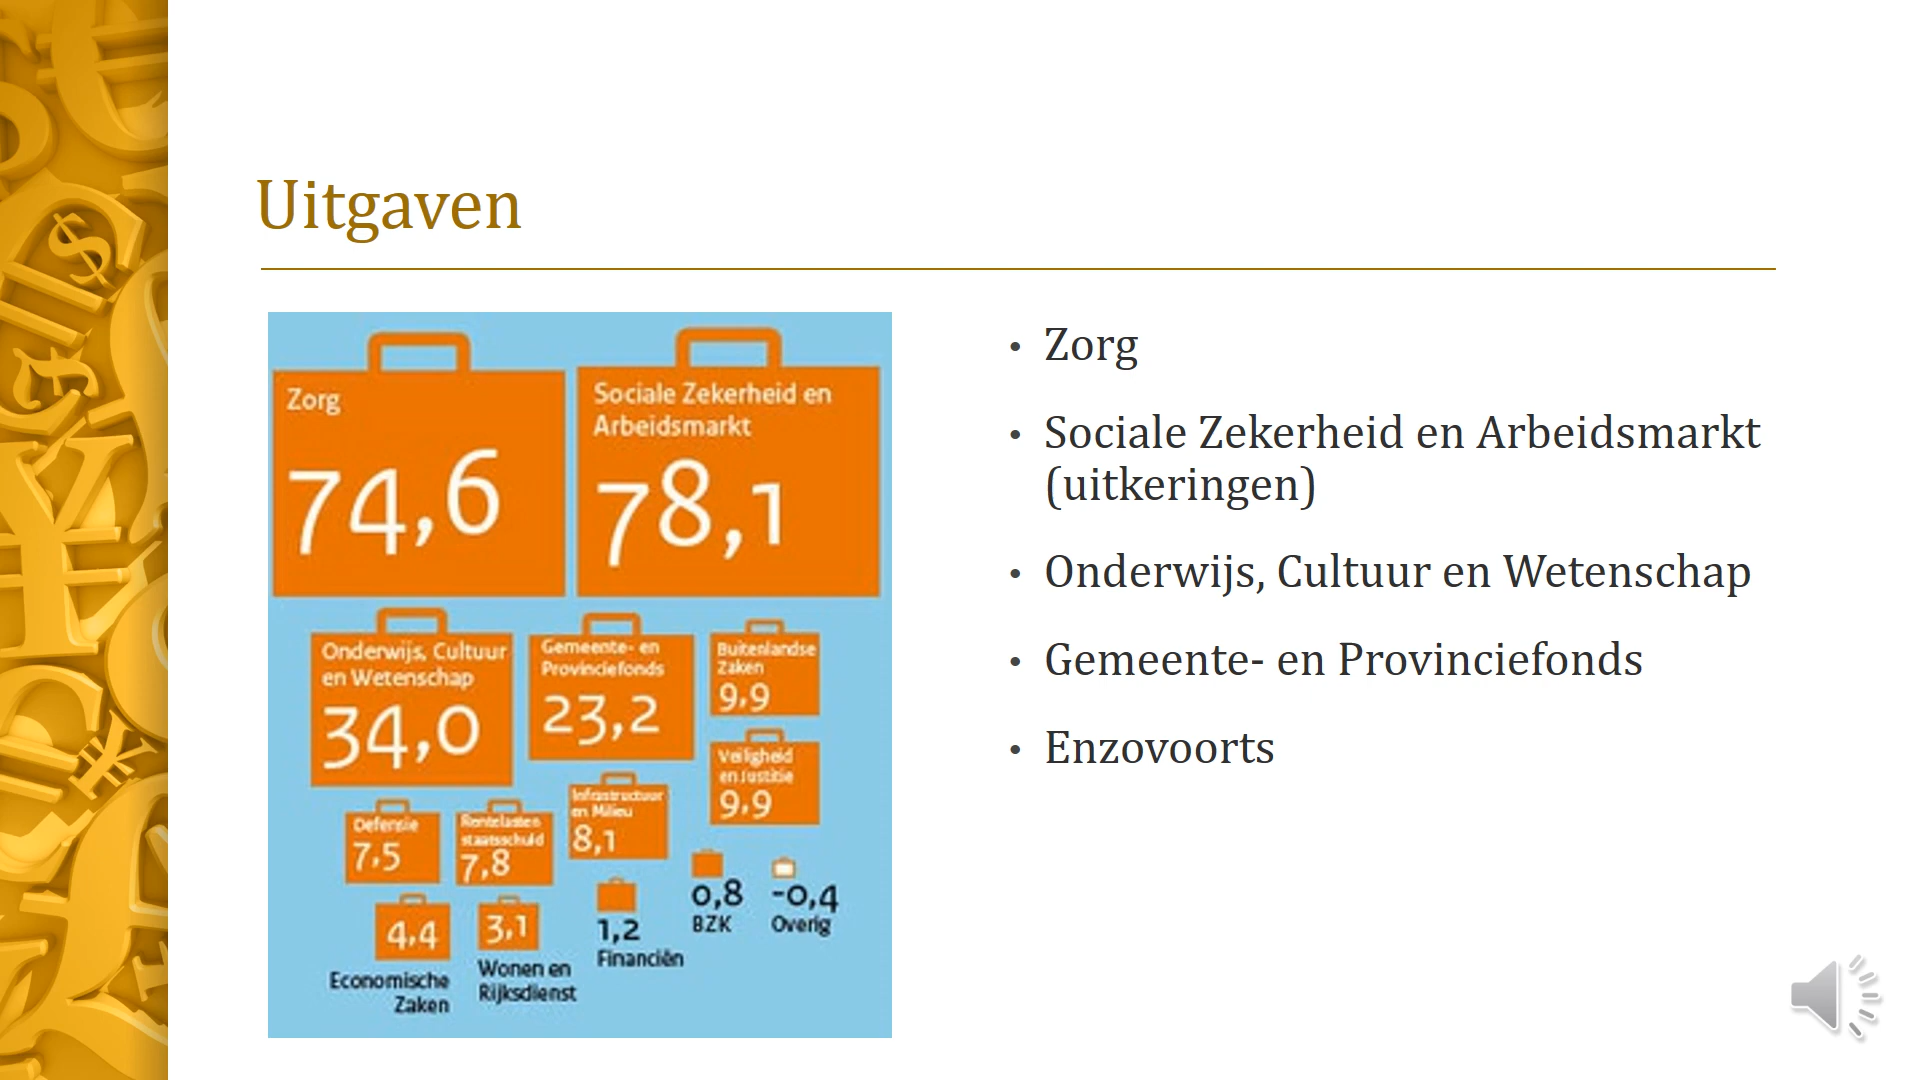 Uitgaven
Zorg
74,6
Sociale Zekerheid en
Arbeidsmarkt
78,1
Onderwijs, Cultuur
en Wetenschap
34,0
Gemeente- en
Provinciefonds
23,2
Buitenlandse
Zaken
9,9
Veiligheid
en Justitie
9,9
Infrastructuur
en Milieu
8,1
Defensie
7,5
Rentelasten
staatsschuld
7,8
4,4
Economische
Zaken
3,1
Wonen en
Rijksdienst
1,2
Financiën
0,8
BZK
-0,4
Overig
• Zorg
• Sociale Zekerheid en Arbeidsmarkt
(uitkeringen)
• Onderwijs, Cultuur en Wetenschap
• Gemeente- en Provinciefonds
• Enzovoorts